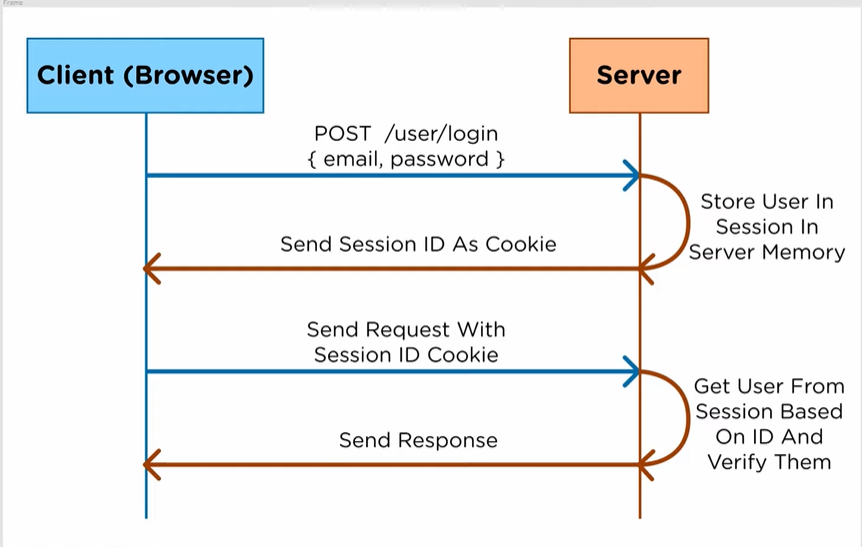 Frame
Client (Browser)
Server
POST /user/login
{ email, password }
Store User In
Session In
Server Memory
Send Session ID As Cookie
Send Request With
Session ID Cookie
Get User From
Session Based
On ID And
Verify Them
Send Response